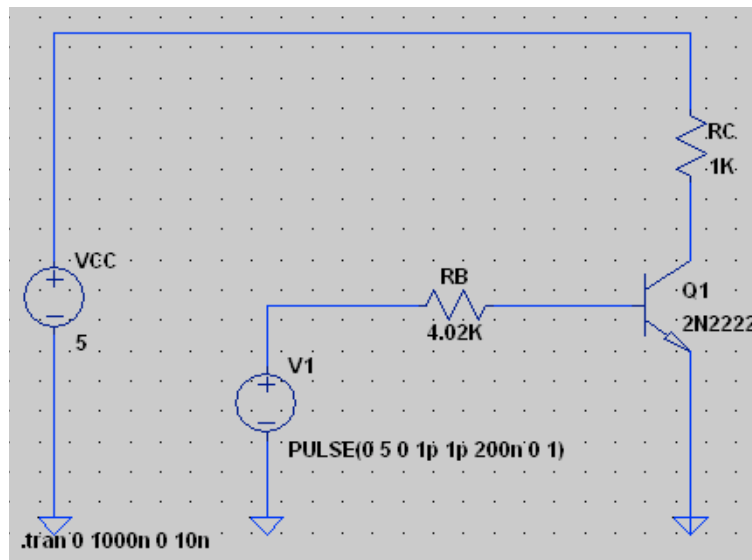 RC
1K
VCC
5
RB
4.02K
Q1
2N2222
V1
PULSE(0 5 0 1p 1p 200n 0 1)
.tran 0 1000n 0 10n